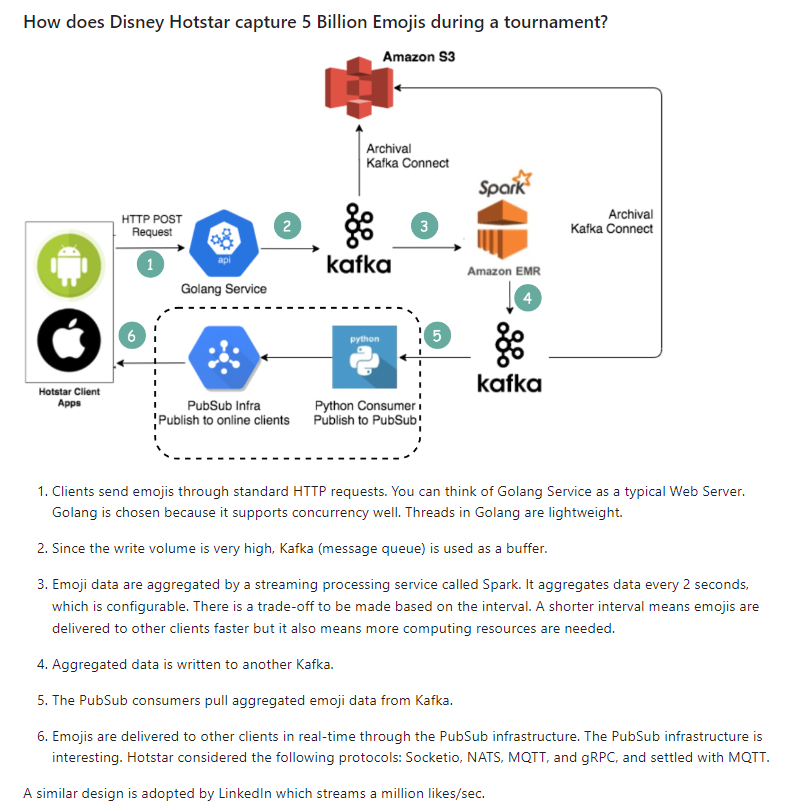 How does Disney Hotstar capture 5 Billion Emojis during a tournament?
Amazon S3
Archival
Kafka Connect
Spark
HTTP POST
Request
2
3
Archival
Kafka Connect
1
api
kafka
Amazon EMR
Golang Service
4
6
python
5
kafka
Hotstar Client
Apps
PubSub Infra
Publish to online clients
Python Consumer
Publish to PubSub
1. Clients send emojis through standard HTTP requests. You can think of Golang Service as a typical Web Server.
Golang is chosen because it supports concurrency well. Threads in Golang are lightweight.
2. Since the write volume is very high, Kafka (message queue) is used as a buffer.
3. Emoji data are aggregated by a streaming processing service called Spark. It aggregates data every 2 seconds,
which is configurable. There is a trade-off to be made based on the interval. A shorter interval means emojis are
delivered to other clients faster but it also means more computing resources are needed.
4. Aggregated data is written to another Kafka.
5. The PubSub consumers pull aggregated emoji data from Kafka.
6. Emojis are delivered to other clients in real-time through the PubSub infrastructure. The PubSub infrastructure is
interesting. Hotstar considered the following protocols: Socketio, NATS, MQTT, and gRPC, and settled with MQTT.
A similar design is adopted by LinkedIn which streams a million likes/sec.